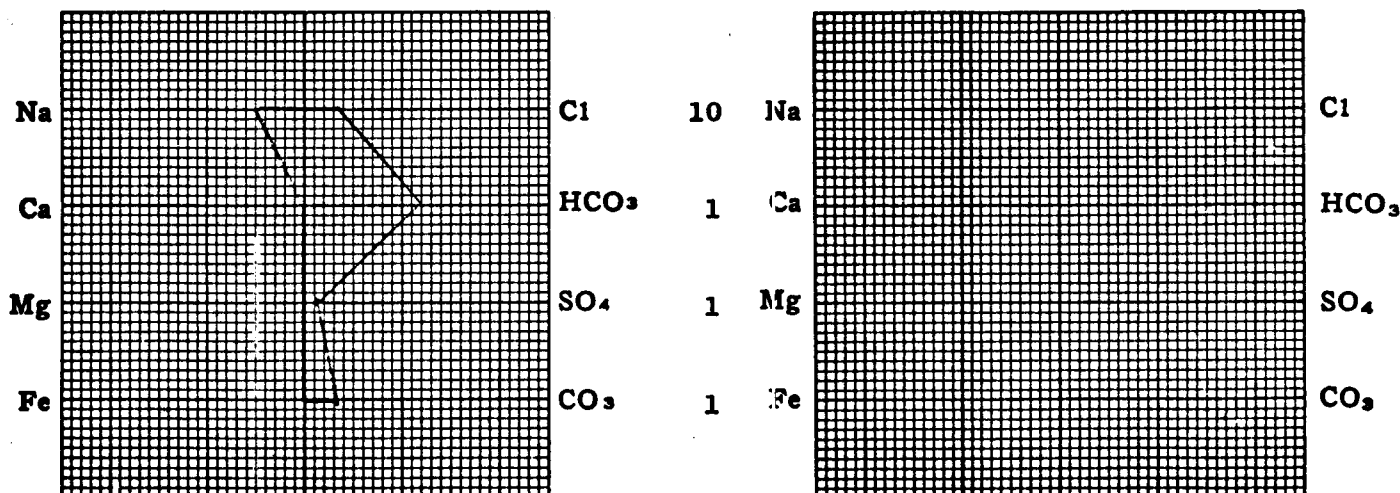 Na Cl 10 Na Cl
Ca HCO₃ 1 Ca HCO₃
Mg SO₄ 1 Mg SO₄
Fe CO₃ 1 Fe CO₃